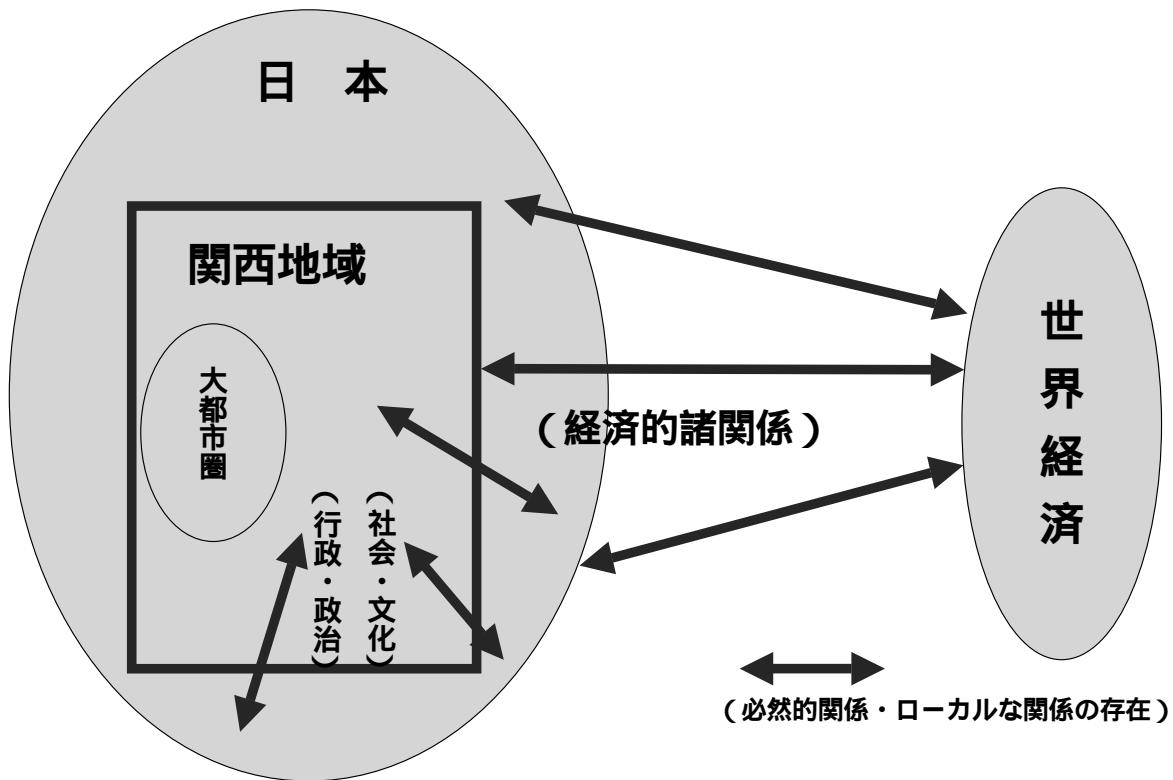 日　本
関西地域
大都市圏
（行政・政治）
（社会・文化）
（経済的諸関係）
世界経済
（必然的関係・ローカルな関係の存在）